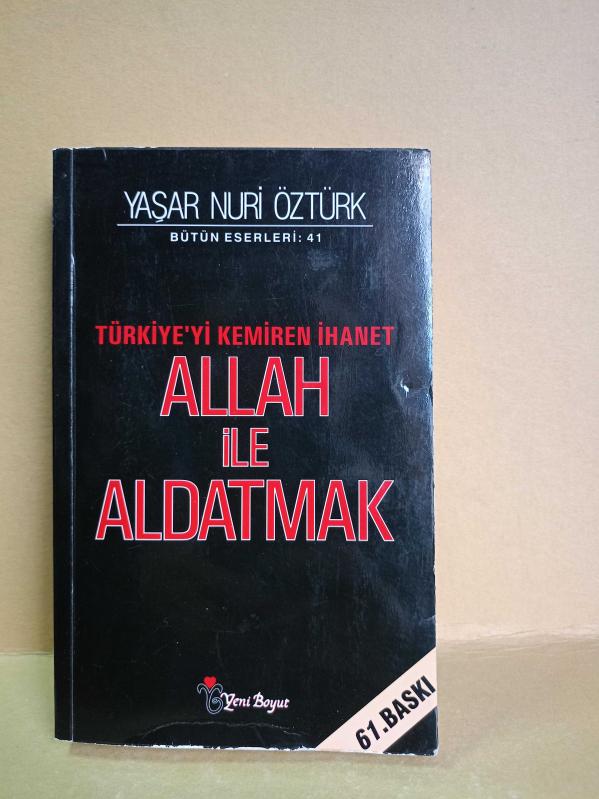 YAŞAR NURİ ÖZTÜRK
BÜTÜN ESERLERİ: 41
TÜRKİYE'Yİ KEMİREN İHANET
ALLAH
İLE
ALDATMAK
Yeni Boyut
61.BASKI